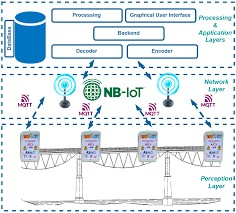 DataBase
Processing
Graphical User Interface
Backend
Decoder
Encoder
Processing &
Application
Layers
MQTT
NB-IoT
MQTT
Network
Layer
MQTT
MQTT
Perception
Layer